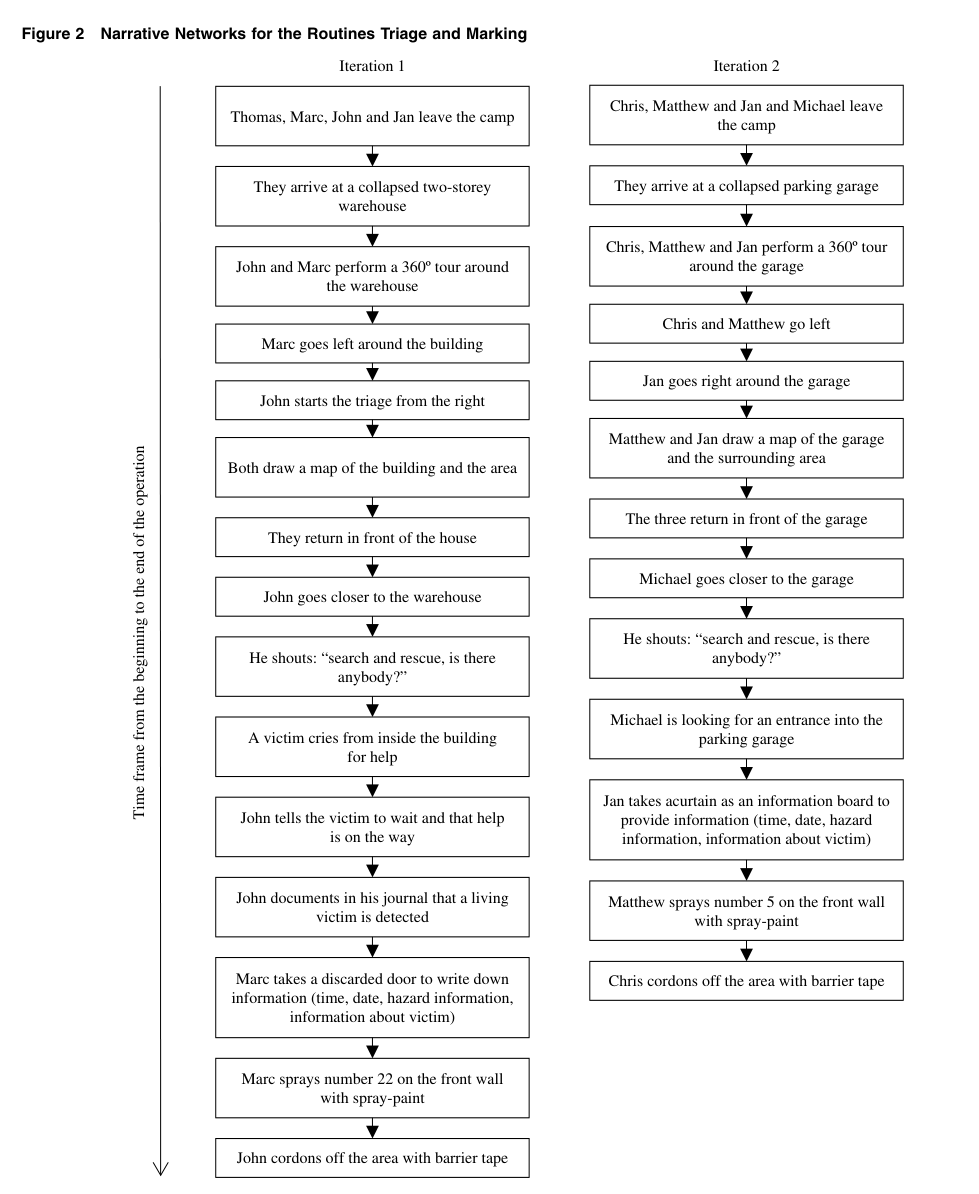 Figure 2 Narrative Networks for the Routines Triage and Marking
Iteration 1
Thomas, Marc, John and Jan leave the camp
They arrive at a collapsed two-storey
warehouse
John and Marc perform a 360º tour around
the warehouse
Marc goes left around the building
John starts the triage from the right
Both draw a map of the building and the area
They return in front of the house
John goes closer to the warehouse
He shouts: “search and rescue, is there
anybody?”
A victim cries from inside the building
for help
John tells the victim to wait and that help
is on the way
John documents in his journal that a living
victim is detected
Marc takes a discarded door to write down
information (time, date, hazard information,
information about victim)
Marc sprays number 22 on the front wall
with spray-paint
John cordons off the area with barrier tape
Iteration 2
Chris, Matthew and Jan and Michael leave
the camp
They arrive at a collapsed parking garage
Chris, Matthew and Jan perform a 360º tour
around the garage
Chris and Matthew go left
Jan goes right around the garage
Matthew and Jan draw a map of the garage
and the surrounding area
The three return in front of the garage
Michael goes closer to the garage
He shouts: “search and rescue, is there
anybody?”
Michael is looking for an entrance into the
parking garage
Jan takes acurtain as an information board to
provide information (time, date, hazard
information, information about victim)
Matthew sprays number 5 on the front wall
with spray-paint
Chris cordons off the area with barrier tape
Time frame from the beginning to the end of the operation